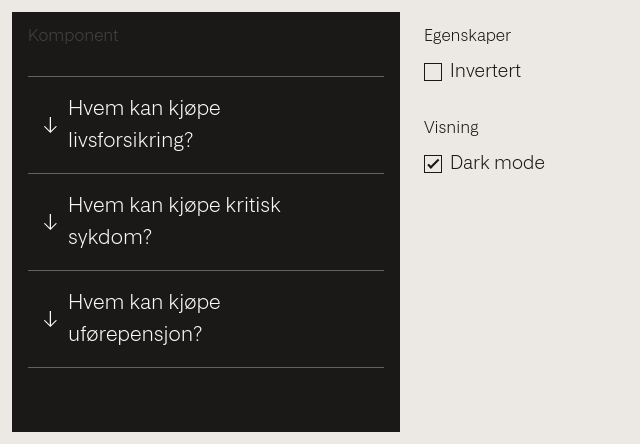 Komponent
Hvem kan kjøpe
livsforsikring?
Hvem kan kjøpe kritisk
sykdom?
Hvem kan kjøpe
uførepensjon?
Egenskaper
Invertert
Visning
Dark mode